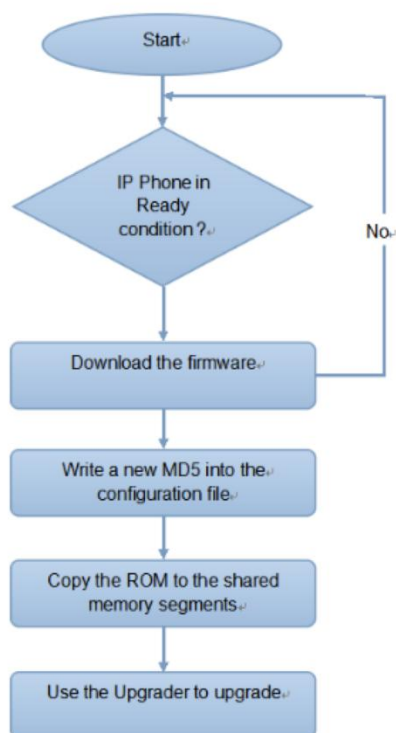 Start
IP Phone in
Ready
condition ?
No
Download the firmware
Write a new MD5 into the
configuration file
Copy the ROM to the shared
memory segments
Use the Upgrader to upgrade